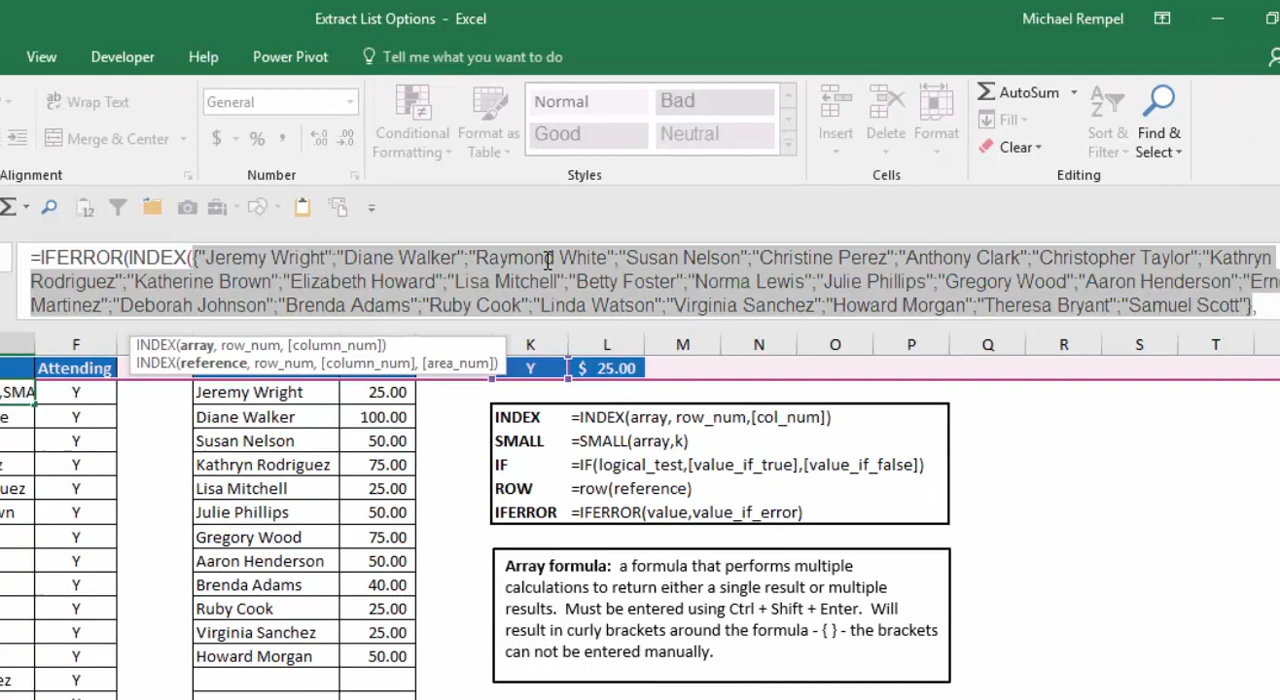 Extract List Options - Excel
Michael Rempel
View Developer Help Power Pivot Tell me what you want to do
Wrap Text
General
Normal
Bad
AutoSum
Merge & Center
$ % ,
Conditional Formatting
Format as Table
Good
Neutral
Insert
Delete
Format
Fill
Clear
Sort & Filter
Find & Select
Alignment
Number
Styles
Cells
Editing
=IFERROR(INDEX({"Jeremy Wright";"Diane Walker";"Raymond White";"Susan Nelson";"Christine Perez";"Anthony Clark";"Christopher Taylor";"Kathryn
Rodriguez";"Katherine Brown";"Elizabeth Howard";"Lisa Mitchell";"Betty Foster";"Norma Lewis";"Julie Phillips";"Gregory Wood";"Aaron Henderson";"Ern
Martinez";"Deborah Johnson";"Brenda Adams";"Ruby Cook";"Linda Watson";"Virginia Sanchez";"Howard Morgan";"Theresa Bryant";"Samuel Scott"},
INDEX(array, row_num, [column_num])
INDEX(reference, row_num, [column_num], [area_num])
F K L M N O P Q R S T
Attending Y $ 25.00
,SMA Y Jeremy Wright 25.00
e Y Diane Walker 100.00
Y Susan Nelson 50.00
z Y Kathryn Rodriguez 75.00
uez Y Lisa Mitchell 25.00
wn Y Julie Phillips 50.00
Y Gregory Wood 75.00
Y Aaron Henderson 50.00
Y Brenda Adams 40.00
Y Ruby Cook 25.00
Y Virginia Sanchez 25.00
Y Howard Morgan 50.00
ez Y
INDEX =INDEX(array, row_num,[col_num])
SMALL =SMALL(array,k)
IF =IF(logical_test,[value_if_true],[value_if_false])
ROW =row(reference)
IFERROR =IFERROR(value,value_if_error)
Array formula: a formula that performs multiple
calculations to return either a single result or multiple
results. Must be entered using Ctrl + Shift + Enter. Will
result in curly brackets around the formula - { } - the brackets
can not be entered manually.